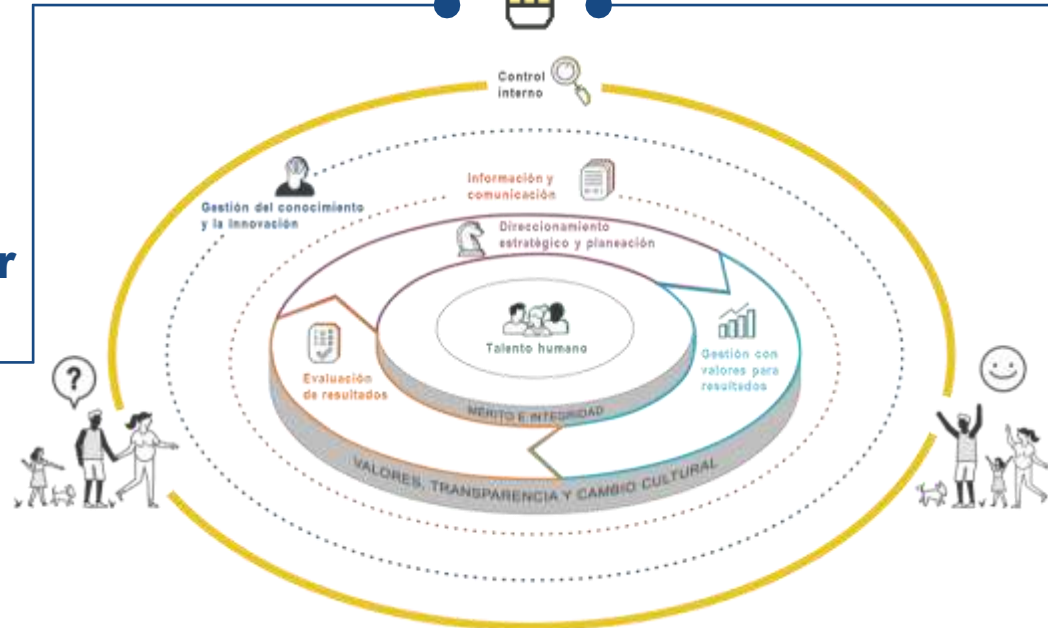 Control
interno
Gestión del conocimiento
y la Innovación
Información y
comunicación
Direccionamiento
estratégico y planeación
r
Talento humano
Gestión con
valores para
resultados
Evaluación
de resultados
MÉRITO E INTEGRIDAD
VALORES, TRANSPARENCIA Y CAMBIO CULTURAL
?